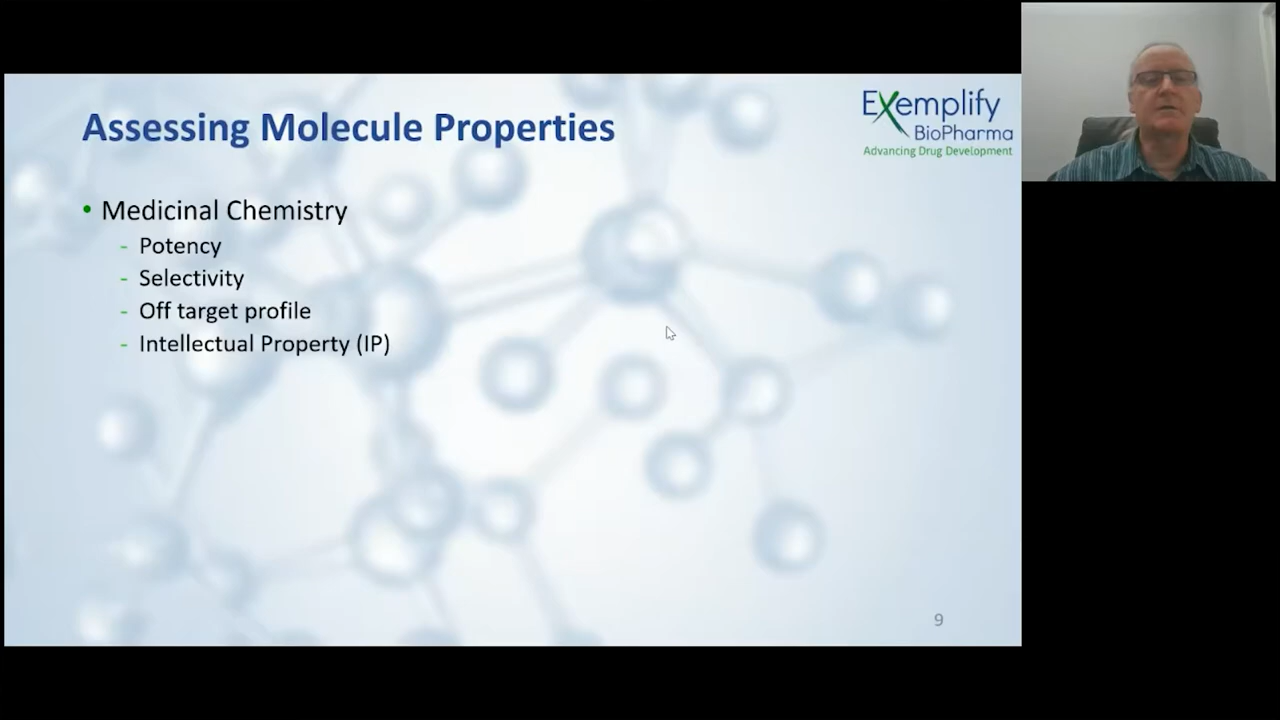 Assessing Molecule Properties
Exemplify
BioPharma
Advancing Drug Development
• Medicinal Chemistry
- Potency
- Selectivity
- Off target profile
- Intellectual Property (IP)
9